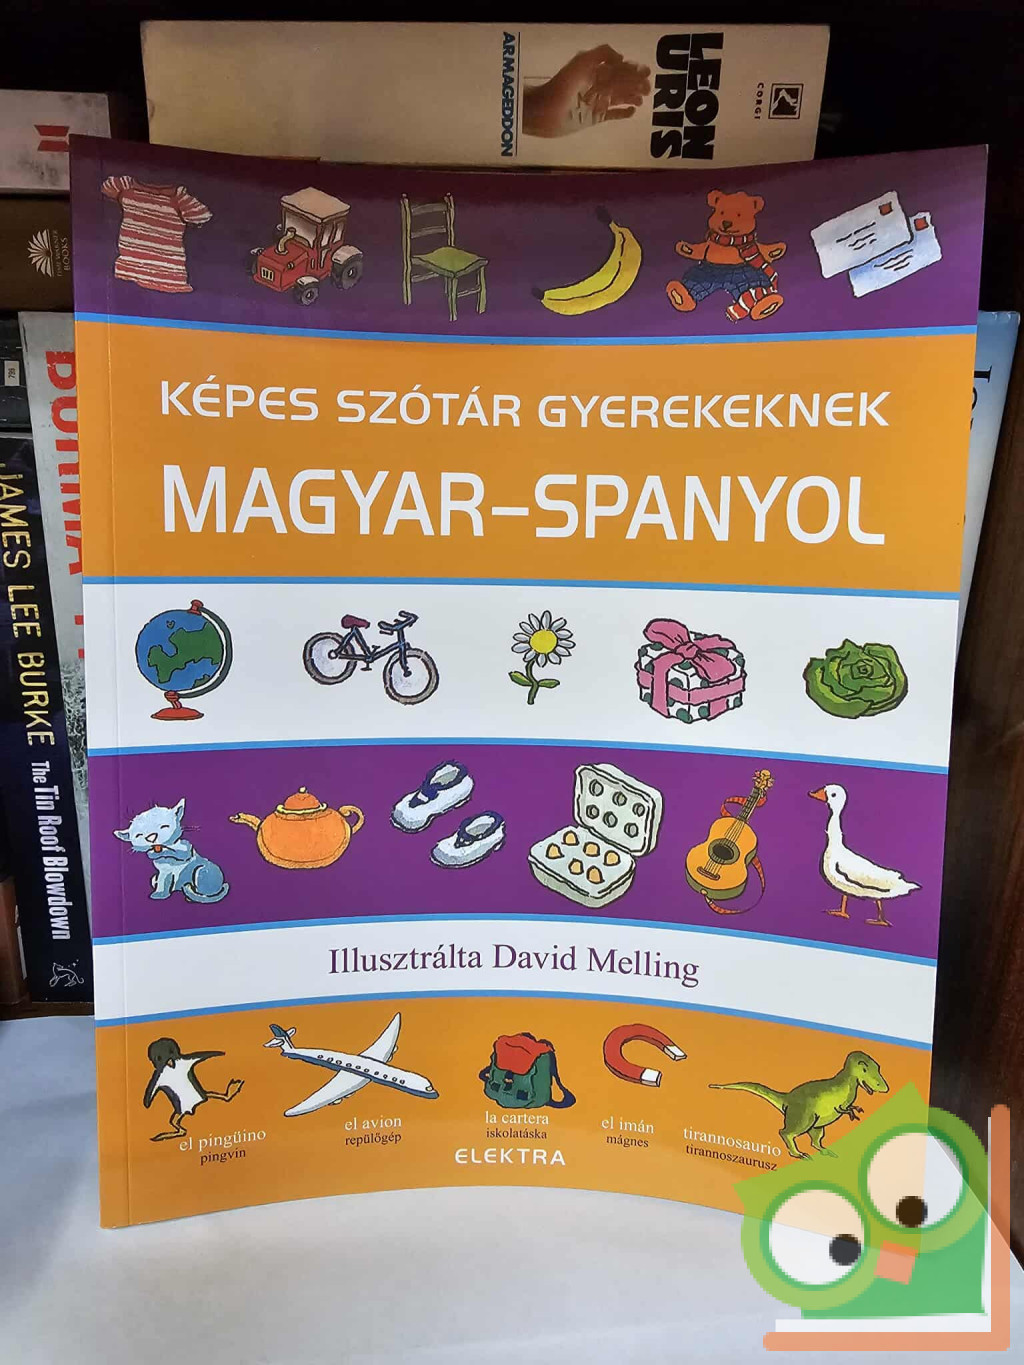 LEON
URIS
ARMAGEDDON
CORGI
KÉPES SZÓTÁR GYEREKEKNEK
MAGYAR–SPANYOL
Illusztrálta David Melling
el pingüino
pingvin
el avion
repülőgép
la cartera
iskolatáska
el imán
mágnes
tirannosaurio
tirannoszaurusz
ELEKTRA
JAMES LEE BURKE
The Tin Roof Blowdown